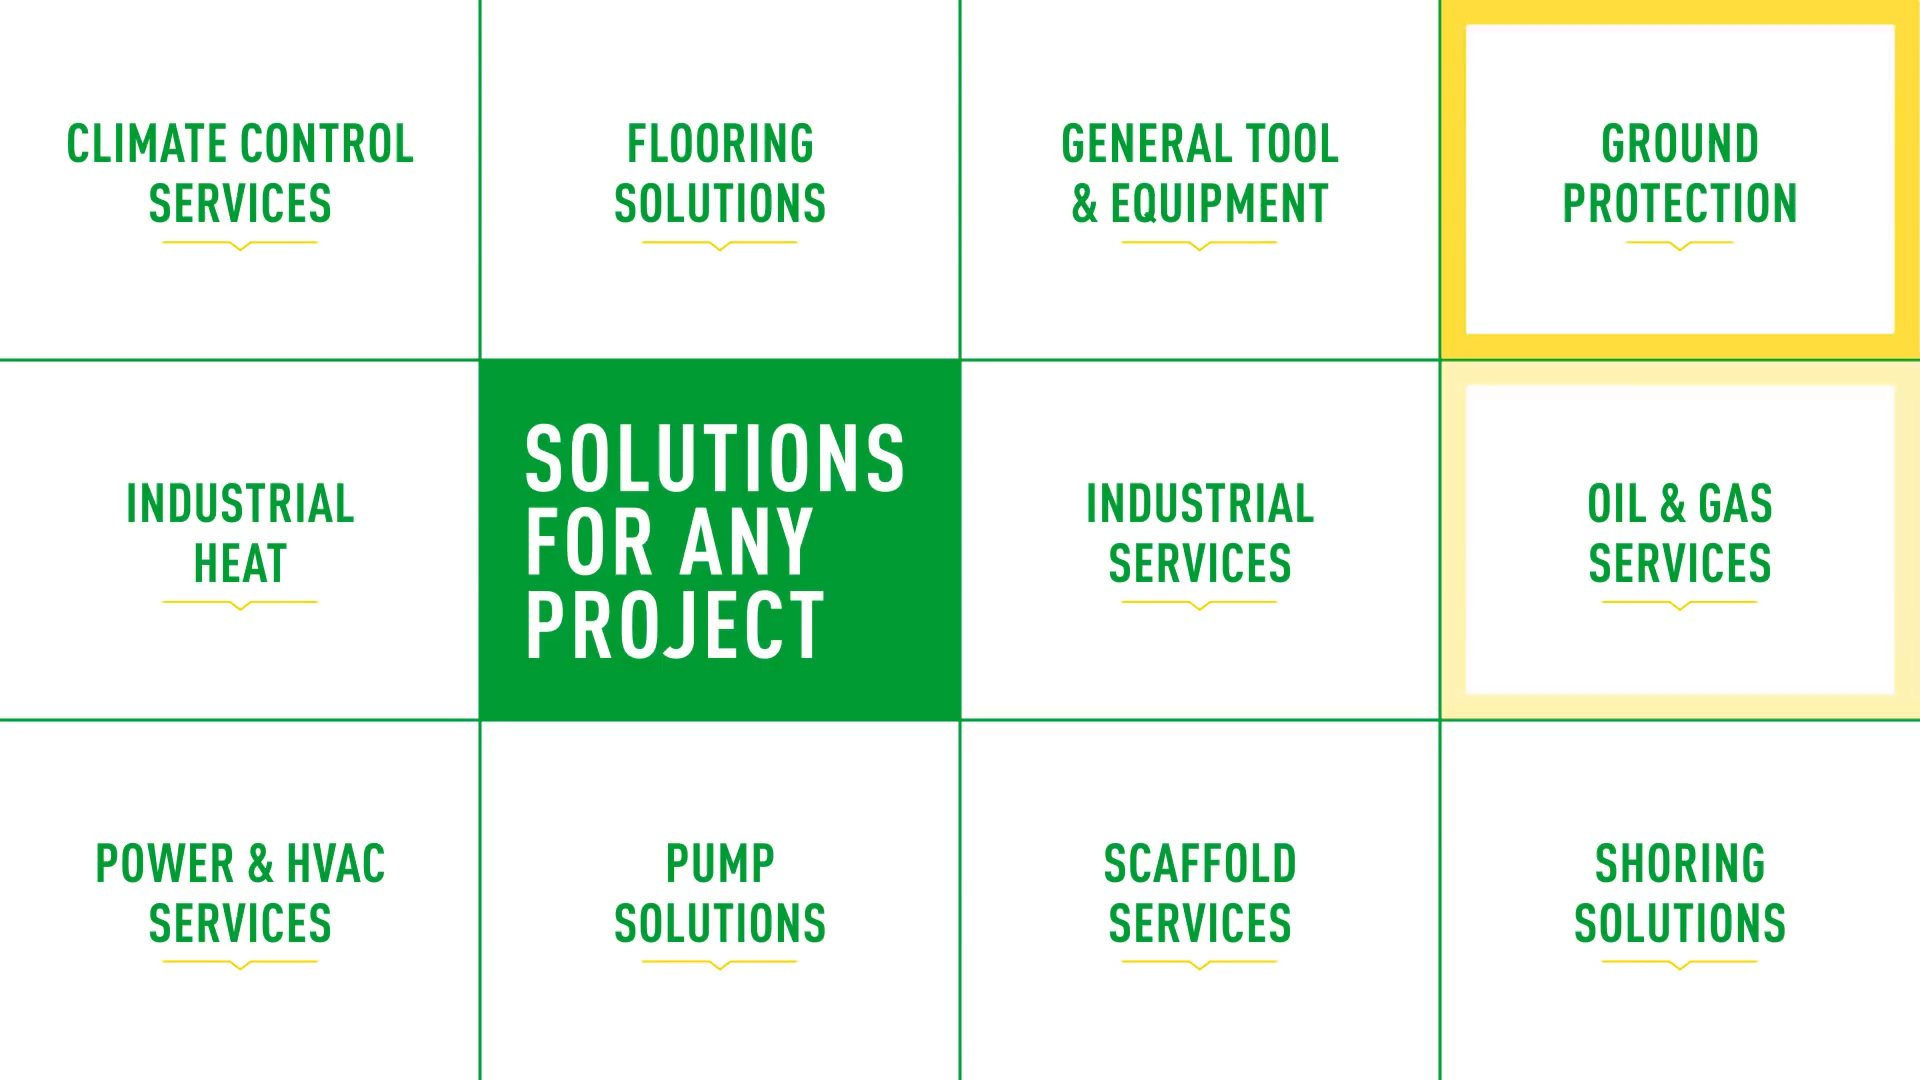 CLIMATE CONTROL
SERVICES
FLOORING
SOLUTIONS
GENERAL TOOL
& EQUIPMENT
GROUND
PROTECTION
INDUSTRIAL
HEAT
SOLUTIONS
FOR ANY
PROJECT
INDUSTRIAL
SERVICES
OIL & GAS
SERVICES
POWER & HVAC
SERVICES
PUMP
SOLUTIONS
SCAFFOLD
SERVICES
SHORING
SOLUTIONS